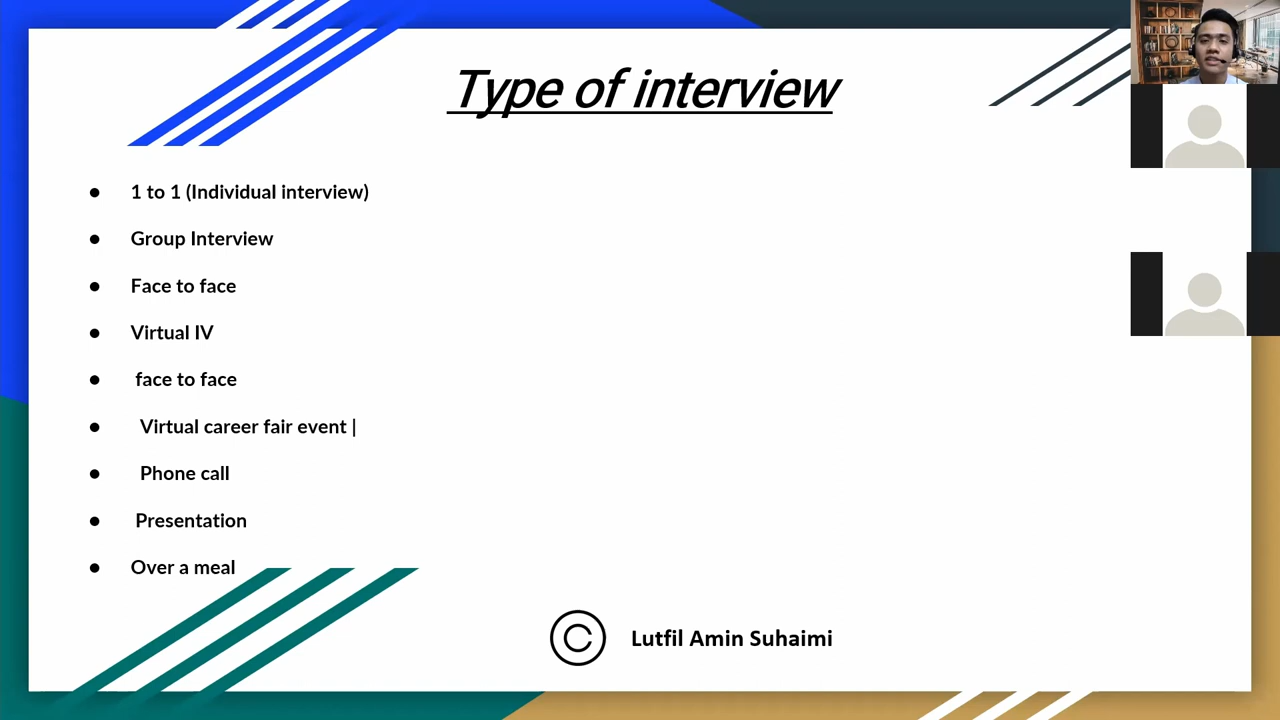 Type of interview
● 1 to 1 (Individual interview)
● Group Interview
● Face to face
● Virtual IV
● face to face
● Virtual career fair event |
● Phone call
● Presentation
● Over a meal
© Lutfil Amin Suhaimi